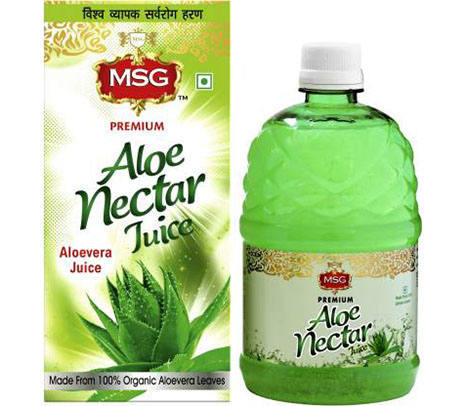 विश्व व्यापक सर्वरोग हरण
MSG
MSG
TM
PREMIUM
Aloe
Nectar
Juice
Aloevera
Juice
Made From 100% Organic Aloevera Leaves
MSG
PREMIUM
Aloe
Nectar
Juice